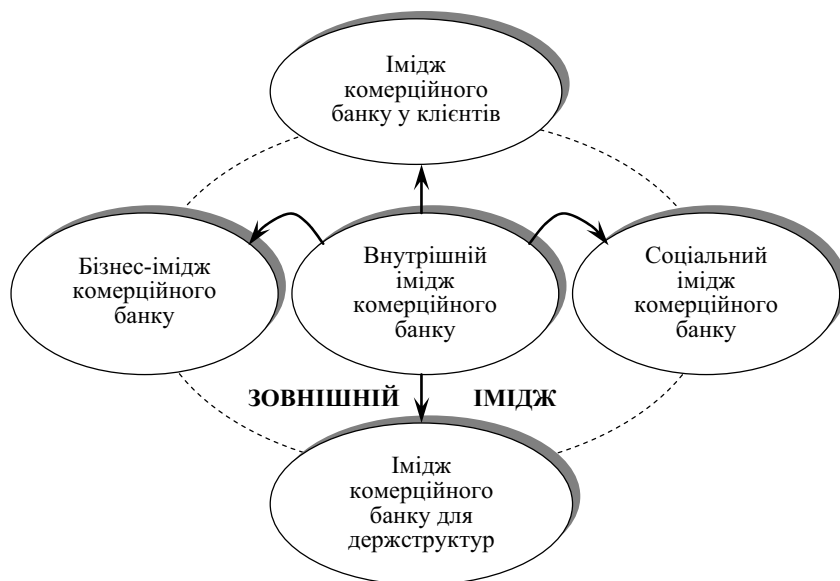 Імідж
комерційного
банку у клієнтів
Бізнес-імідж
комерційного
банку
Внутрішній
імідж
комерційного
банку
Соціальний
імідж
комерційного
банку
ЗОВНІШНІЙ ІМІДЖ
Імідж
комерційного
банку для
держструктур